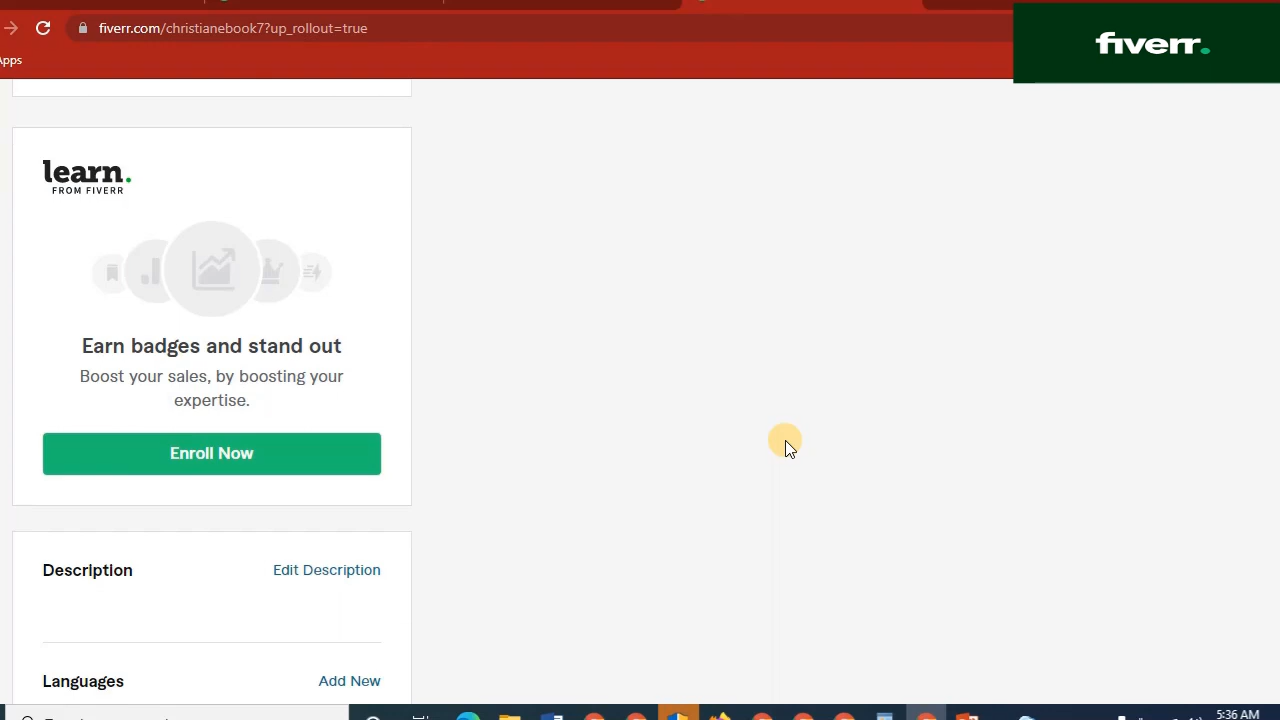 fiverr.com/christianebook7?up_rollout=true
fiverr.
Apps
learn.
FROM FIVERR
Earn badges and stand out
Boost your sales, by boosting your
expertise.
Enroll Now
Description Edit Description
Languages Add New
5:36 AM